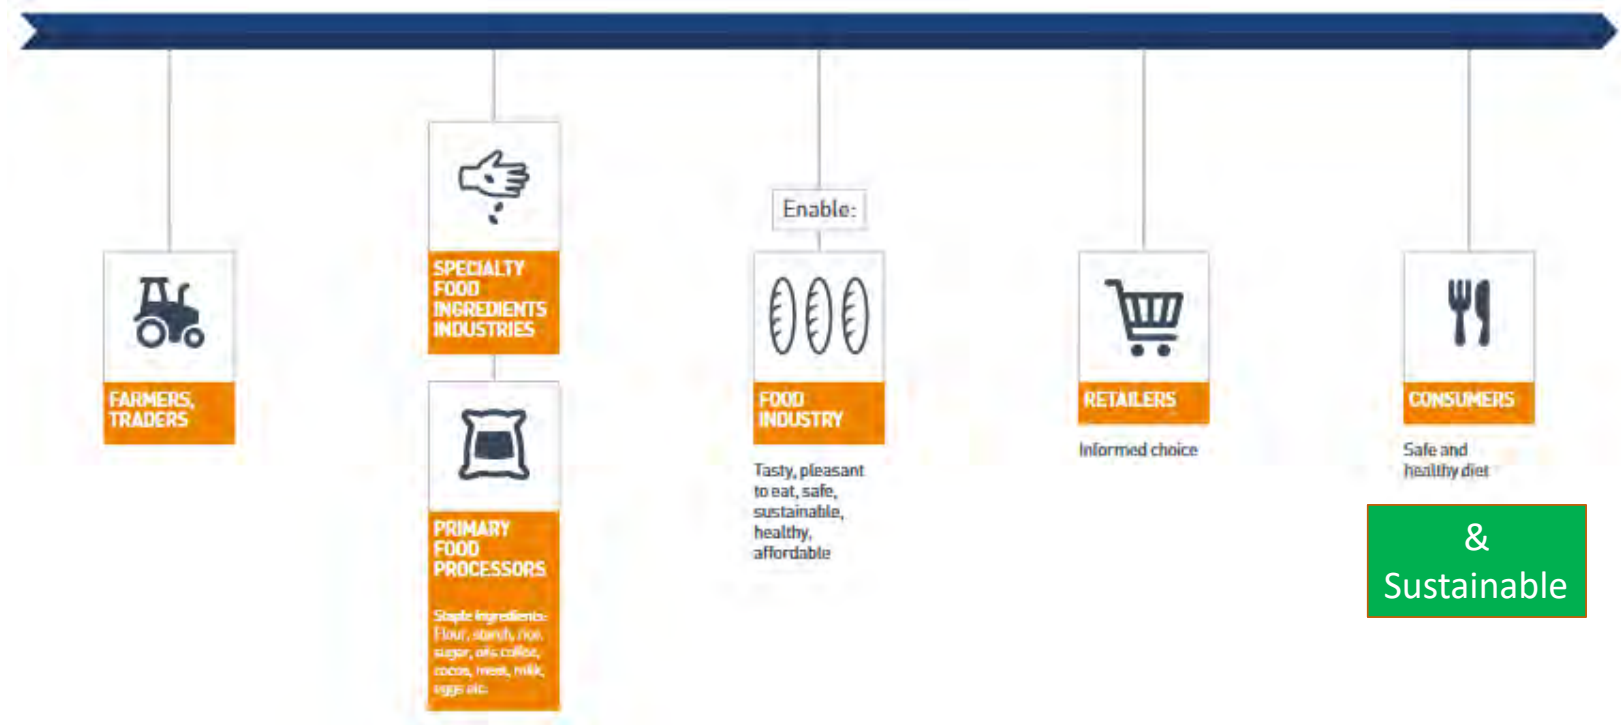 FARMERS,
TRADERS
SPECIALTY
FOOD
INGREDIENTS
INDUSTRIES
PRIMARY
FOOD
PROCESSORS
Staple ingredients:
Flour, starch, rice,
sugar, oils coffee,
cocoa, meat, milk,
eggs etc.
Enable:
FOOD
INDUSTRY
Tasty, pleasant
to eat, safe,
sustainable,
healthy,
affordable
RETAILERS
Informed choice
CONSUMERS
Safe and
healthy diet
&
Sustainable